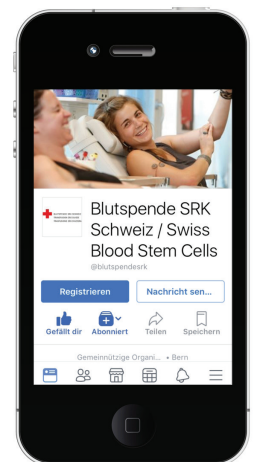 Blutspende SRK
Schweiz / Swiss
Blood Stem Cells
@blutspendesrk
Registrieren
Nachricht sen...
Gefällt dir
Abonniert
Teilen
Speichern
Gemeinnützige Organi... • Bern